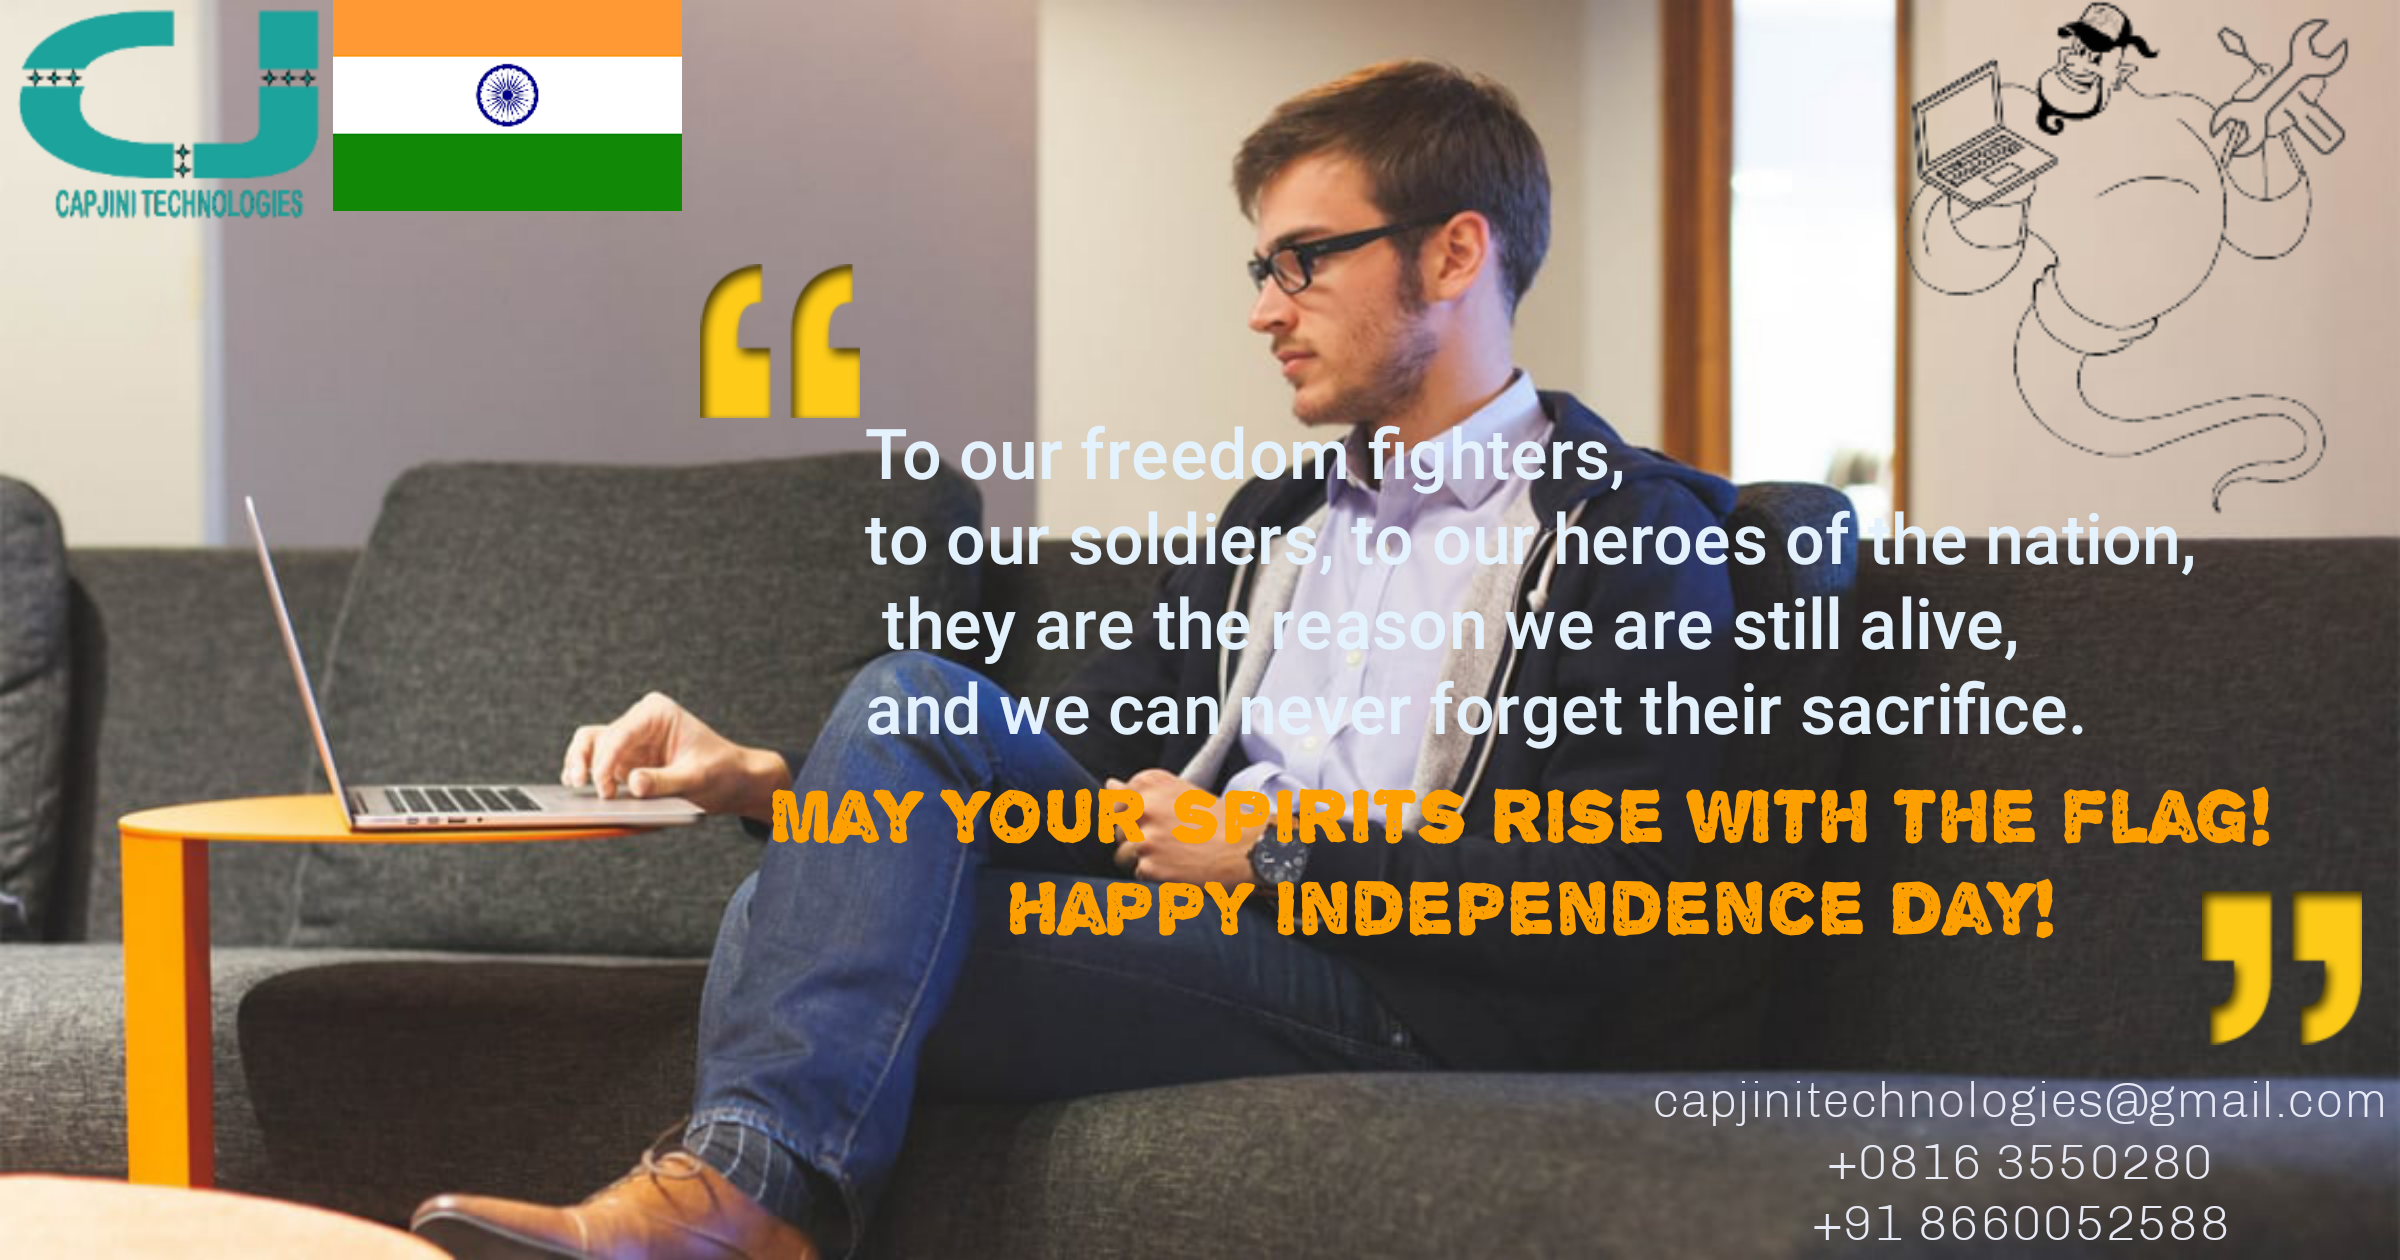 CAPJINI TECHNOLOGIES
“
To our freedom fighters,
to our soldiers, to our heroes of the nation,
they are the reason we are still alive,
and we can never forget their sacrifice.
MAY YOUR SPIRITS RISE WITH THE FLAG!
HAPPY INDEPENDENCE DAY!
”
capjinitechnologies@gmail.com
+0816 3550280
+91 8660052588